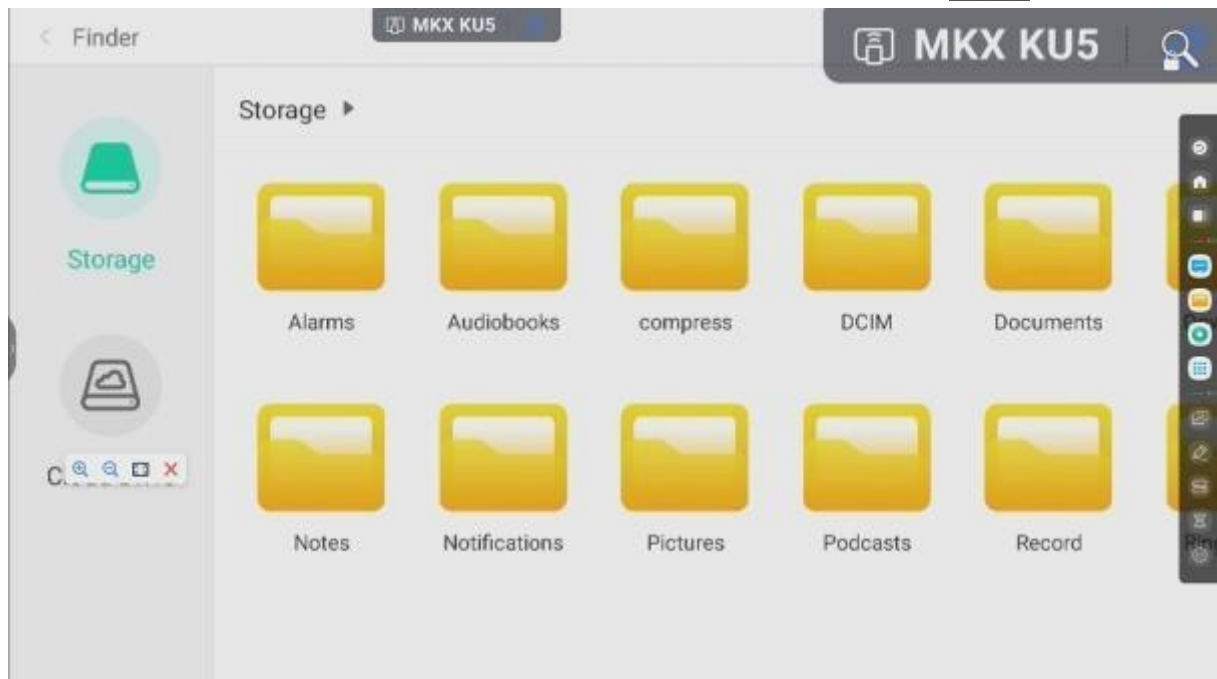 Finder
MKX KU5
MKX KU5
Storage
Storage
Alarms
Audiobooks
compress
DCIM
Documents
Notes
Notifications
Pictures
Podcasts
Record